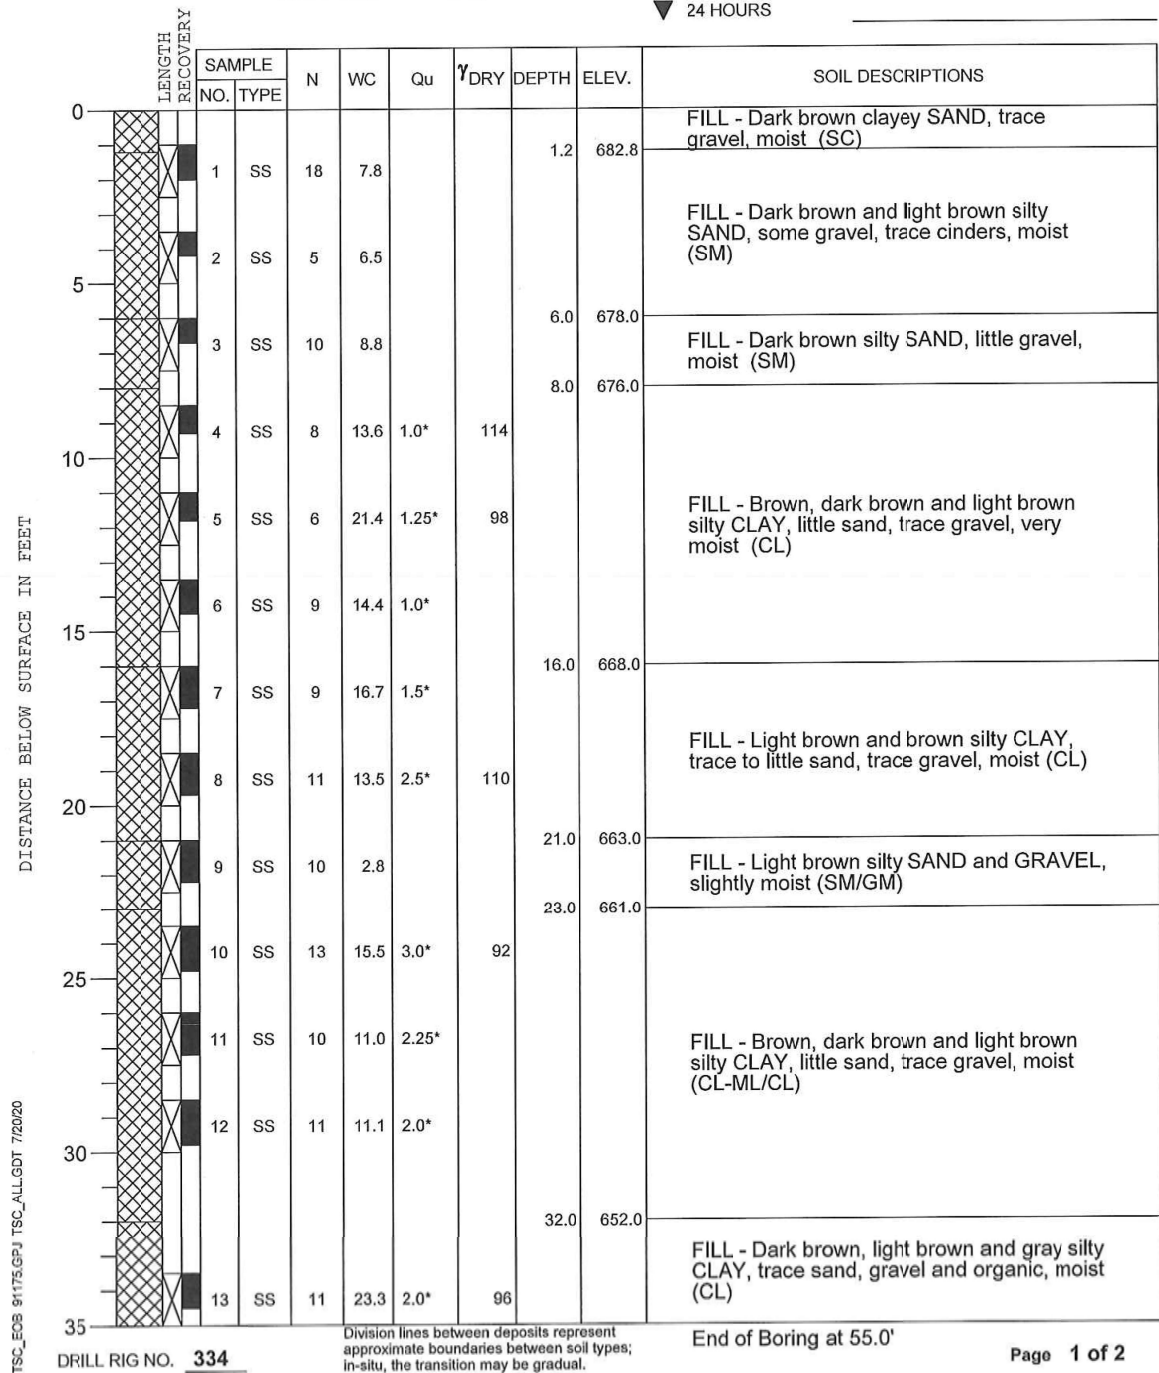 24 HOURS
LENGTH
RECOVERY
SAMPLE
NO. TYPE N WC Qu γDRY DEPTH ELEV. SOIL DESCRIPTIONS
DISTANCE BELOW SURFACE IN FEET
0
FILL - Dark brown clayey SAND, trace
gravel, moist (SC)
1.2 682.8
1 SS 18 7.8
FILL - Dark brown and light brown silty
SAND, some gravel, trace cinders, moist
(SM)
2 SS 5 6.5
5
6.0 678.0
3 SS 10 8.8
FILL - Dark brown silty SAND, little gravel,
moist (SM)
8.0 676.0
4 SS 8 13.6 1.0* 114
10
5 SS 6 21.4 1.25* 98
FILL - Brown, dark brown and light brown
silty CLAY, little sand, trace gravel, very
moist (CL)
6 SS 9 14.4 1.0*
15
16.0 668.0
7 SS 9 16.7 1.5*
FILL - Light brown and brown silty CLAY,
trace to little sand, trace gravel, moist (CL)
8 SS 11 13.5 2.5* 110
20
21.0 663.0
9 SS 10 2.8
FILL - Light brown silty SAND and GRAVEL,
slightly moist (SM/GM)
23.0 661.0
10 SS 13 15.5 3.0* 92
25
11 SS 10 11.0 2.25*
FILL - Brown, dark brown and light brown
silty CLAY, little sand, trace gravel, moist
(CL-ML/CL)
12 SS 11 11.1 2.0*
30
32.0 652.0
FILL - Dark brown, light brown and gray silty
CLAY, trace sand, gravel and organic, moist
(CL)
13 SS 11 23.3 2.0* 96
35
TSC_EOB 91175.GPJ TSC_ALL.GDT 7/20/20
DRILL RIG NO. 334
Division lines between deposits represent
approximate boundaries between soil types;
in-situ, the transition may be gradual.
End of Boring at 55.0'
Page 1 of 2